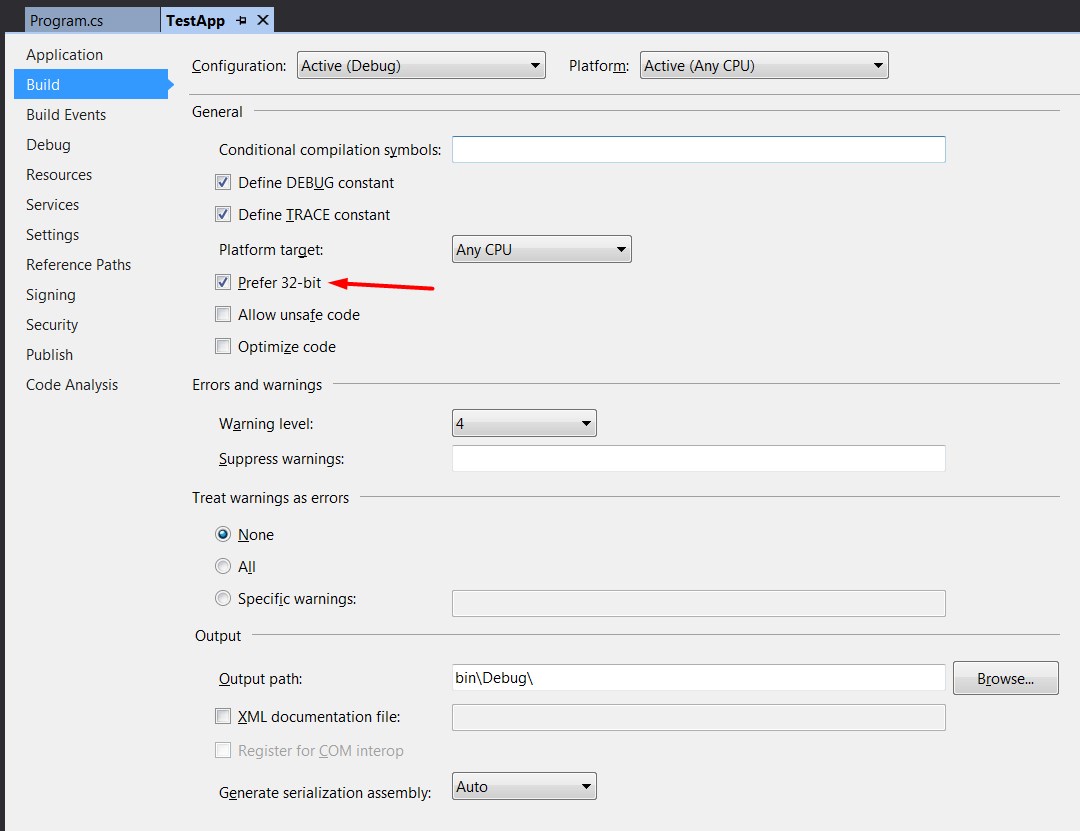 Program.cs TestApp
Application
Build
Build Events
Debug
Resources
Services
Settings
Reference Paths
Signing
Security
Publish
Code Analysis
Configuration: Active (Debug) Platform: Active (Any CPU)
General
Conditional compilation symbols:
Define DEBUG constant
Define TRACE constant
Platform target: Any CPU
Prefer 32-bit
Allow unsafe code
Optimize code
Errors and warnings
Warning level: 4
Suppress warnings:
Treat warnings as errors
None
All
Specific warnings:
Output
Output path: bin\Debug\ Browse...
XML documentation file:
Register for COM interop
Generate serialization assembly: Auto